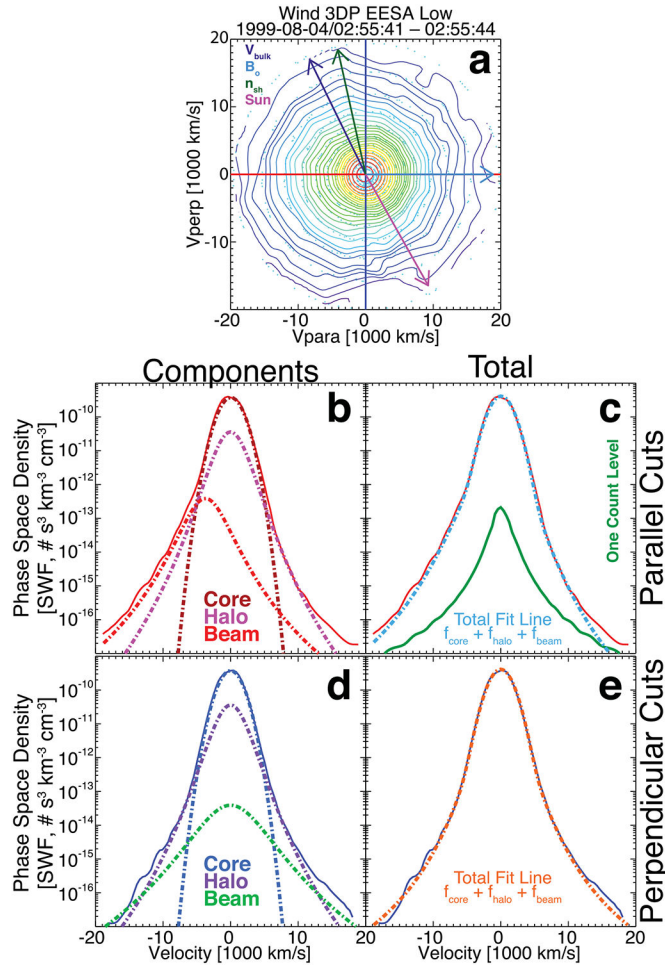 Wind 3DP EESA Low
1999-08-04/02:55:41 – 02:55:44
a
V_bulk
B_o
n_sh
Sun
20
10
0
-10
Vperp [1000 km/s]
-20 -10 0 10 20
Vpara [1000 km/s]
Components
Total
b
10⁻¹⁰
10⁻¹¹
10⁻¹²
10⁻¹³
10⁻¹⁴
10⁻¹⁵
10⁻¹⁶
Phase Space Density
[SWF, # s³ km⁻³ cm⁻³]
Core
Halo
Beam
c
One Count Level
Total Fit Line
f_core + f_halo + f_beam
Parallel Cuts
d
10⁻¹⁰
10⁻¹¹
10⁻¹²
10⁻¹³
10⁻¹⁴
10⁻¹⁵
10⁻¹⁶
Phase Space Density
[SWF, # s³ km⁻³ cm⁻³]
Core
Halo
Beam
e
Total Fit Line
f_core + f_halo + f_beam
Perpendicular Cuts
-20 -10 0 10 20 -10 0 10 20
Velocity [1000 km/s]
Velocity [1000 km/s]